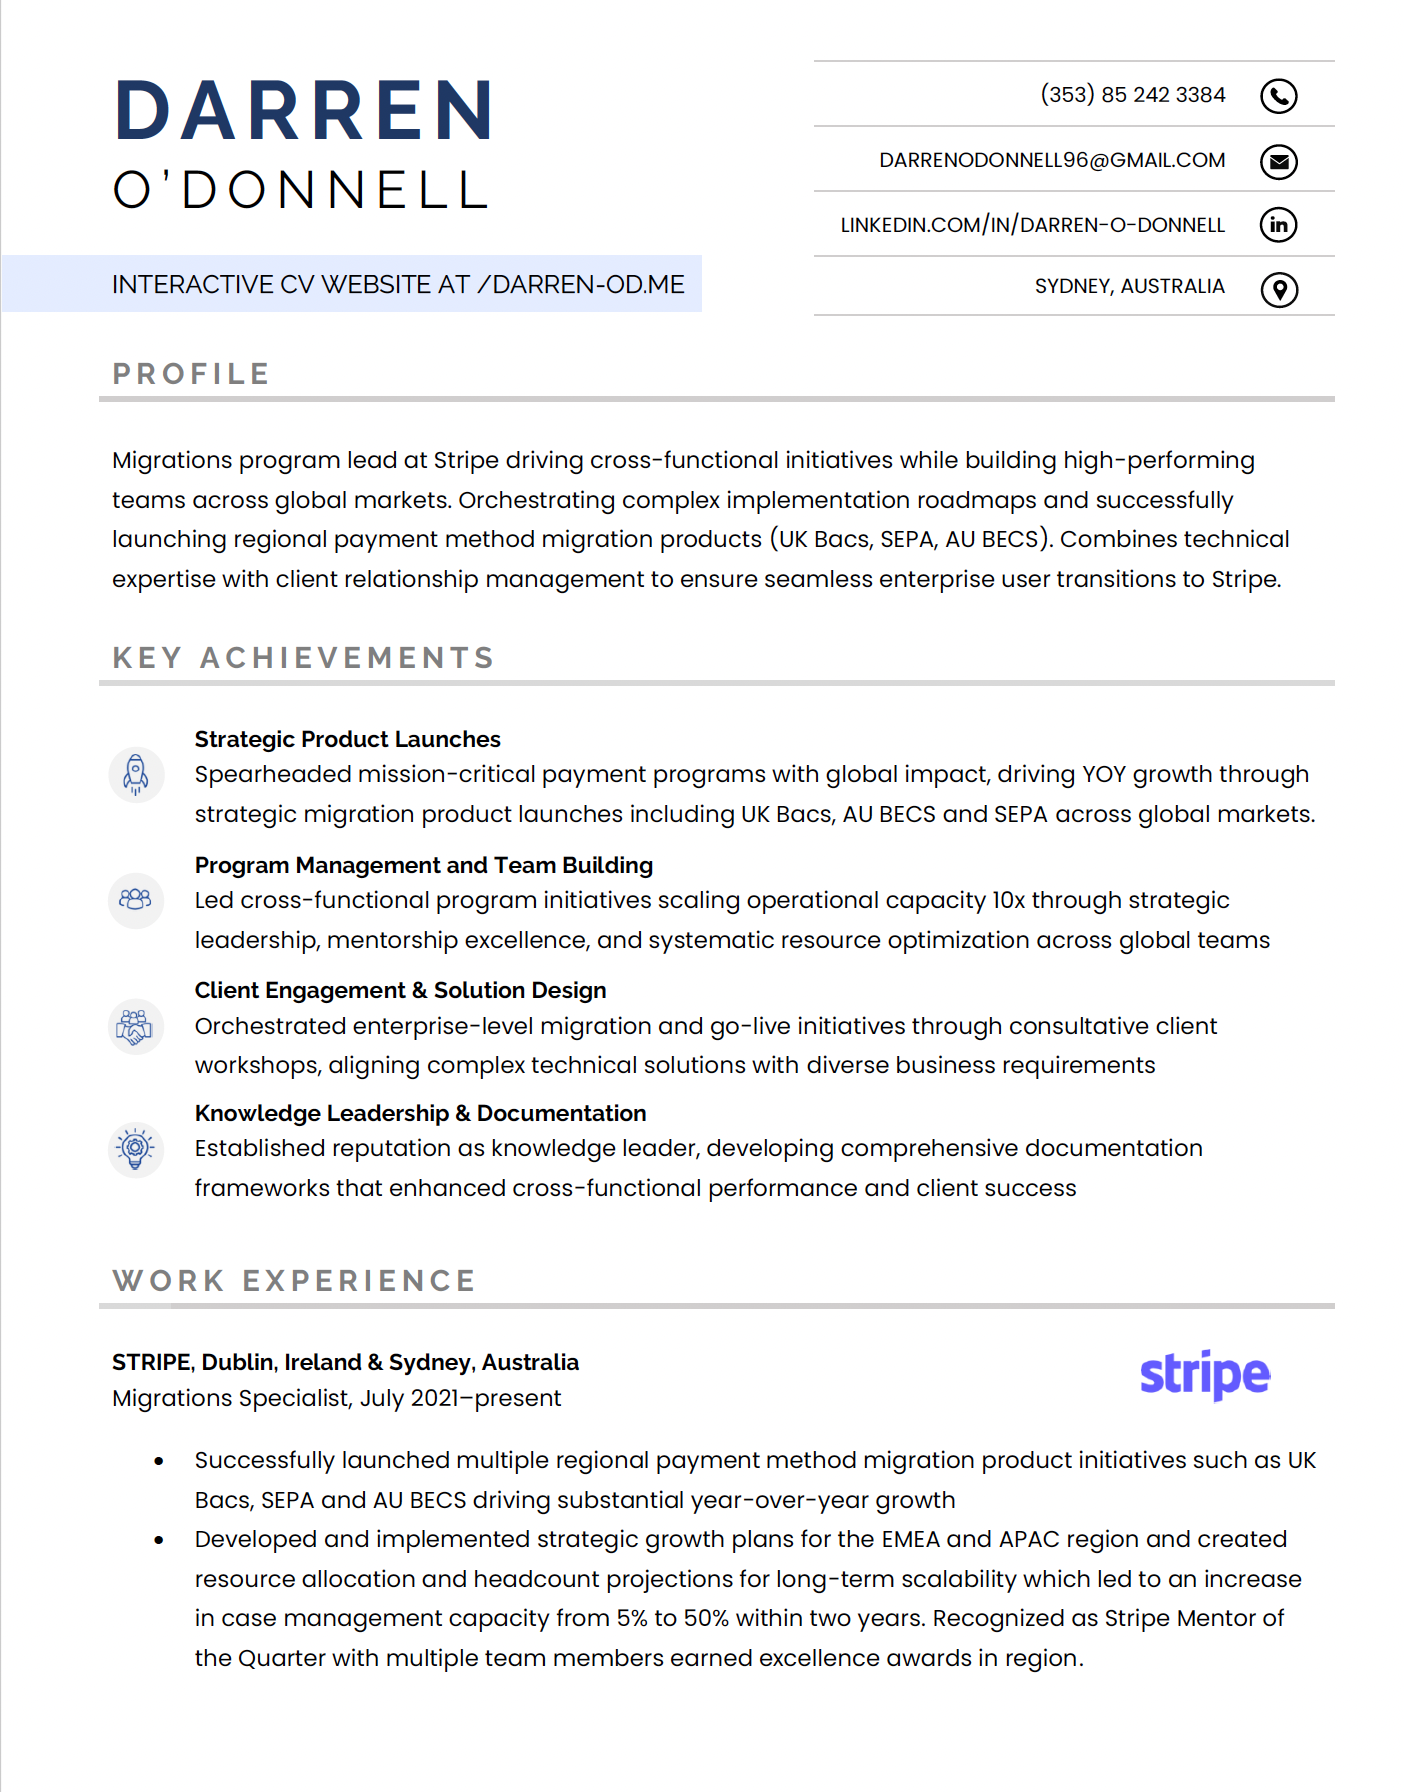 DARREN
O'DONNELL
INTERACTIVE CV WEBSITE AT /DARREN-OD.ME
(353) 85 242 3384
DARRENODONNELL96@GMAIL.COM
LINKEDIN.COM/IN/DARREN-O-DONNELL
SYDNEY, AUSTRALIA
PROFILE
Migrations program lead at Stripe driving cross-functional initiatives while building high-performing
teams across global markets. Orchestrating complex implementation roadmaps and successfully
launching regional payment method migration products (UK Bacs, SEPA, AU BECS). Combines technical
expertise with client relationship management to ensure seamless enterprise user transitions to Stripe.
KEY ACHIEVEMENTS
Strategic Product Launches
Spearheaded mission-critical payment programs with global impact, driving YOY growth through
strategic migration product launches including UK Bacs, AU BECS and SEPA across global markets.
Program Management and Team Building
Led cross-functional program initiatives scaling operational capacity 10x through strategic
leadership, mentorship excellence, and systematic resource optimization across global teams
Client Engagement & Solution Design
Orchestrated enterprise-level migration and go-live initiatives through consultative client
workshops, aligning complex technical solutions with diverse business requirements
Knowledge Leadership & Documentation
Established reputation as knowledge leader, developing comprehensive documentation
frameworks that enhanced cross-functional performance and client success
WORK EXPERIENCE
STRIPE, Dublin, Ireland & Sydney, Australia
Migrations Specialist, July 2021–present
stripe
• Successfully launched multiple regional payment method migration product initiatives such as UK
Bacs, SEPA and AU BECS driving substantial year-over-year growth
• Developed and implemented strategic growth plans for the EMEA and APAC region and created
resource allocation and headcount projections for long-term scalability which led to an increase
in case management capacity from 5% to 50% within two years. Recognized as Stripe Mentor of
the Quarter with multiple team members earned excellence awards in region.